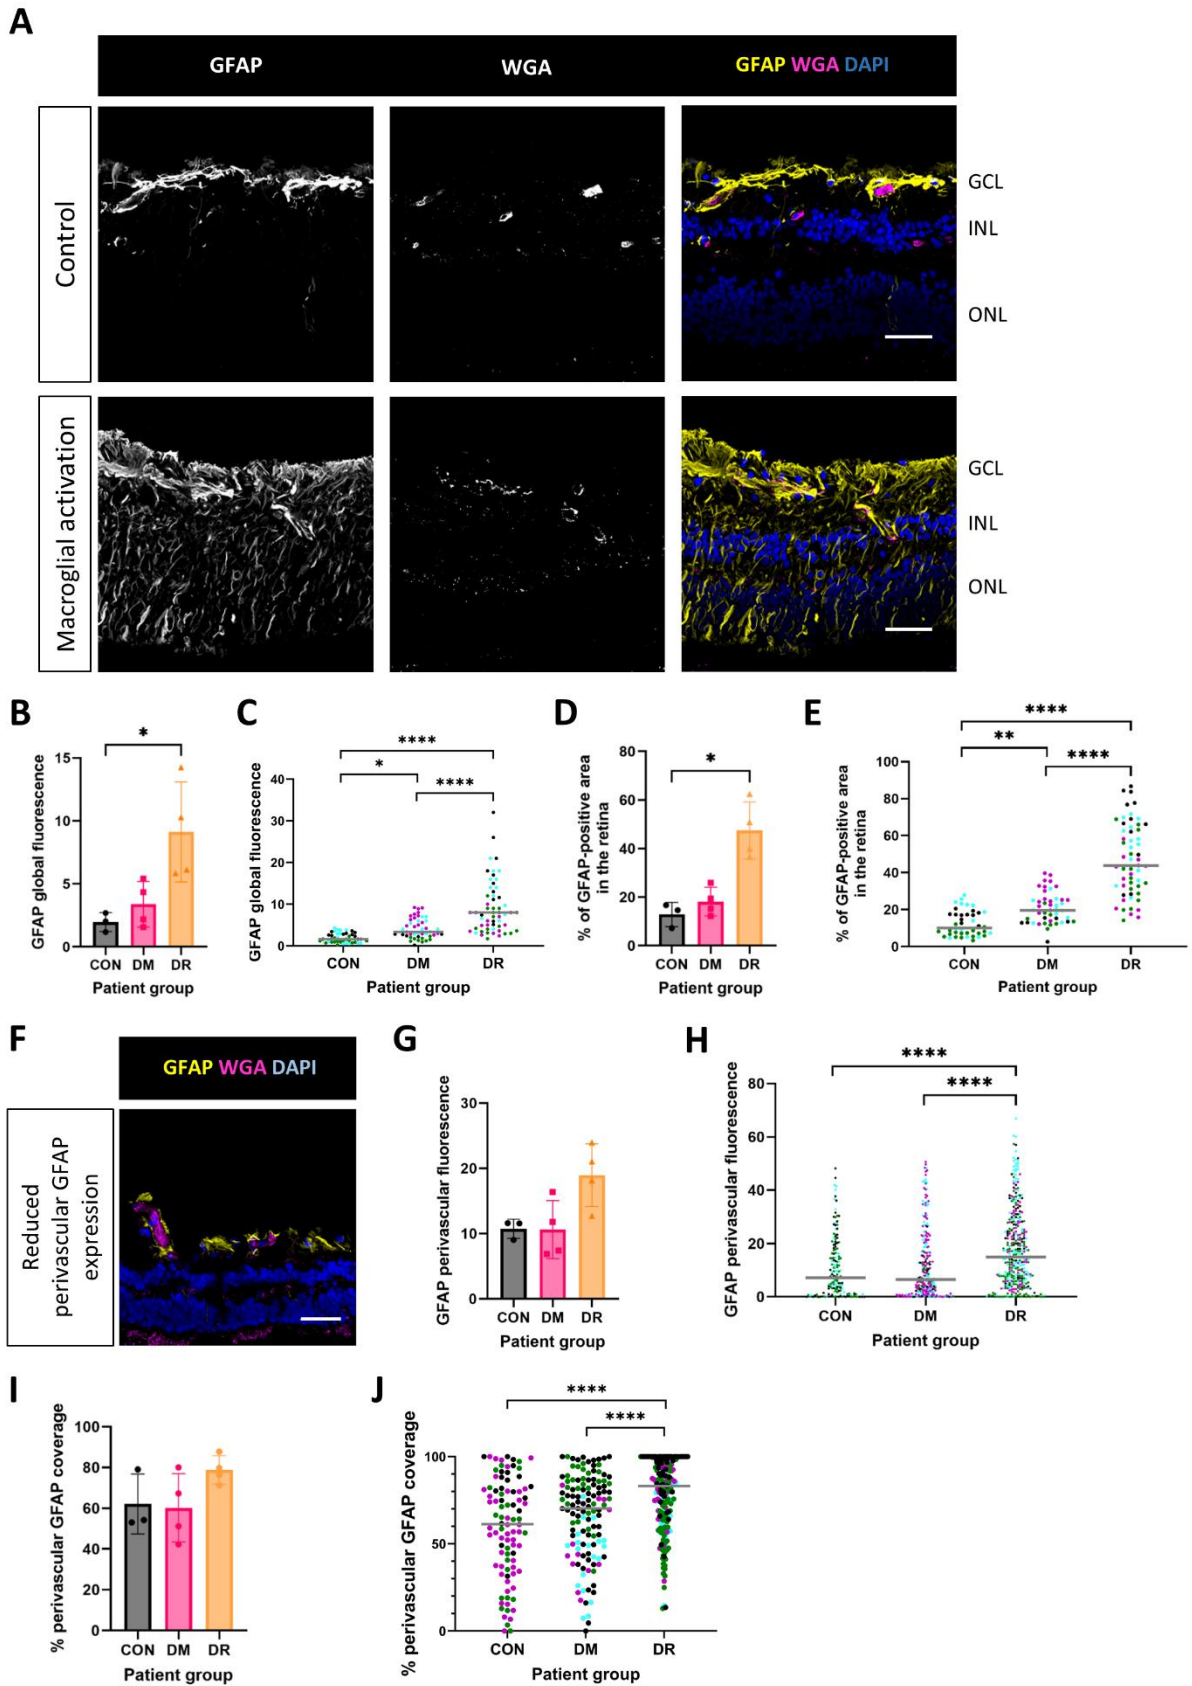 A
GFAP
WGA
GFAP WGA DAPI
Control
GCL
INL
ONL
Macroglial activation
GCL
INL
ONL
B
GFAP global fluorescence
15
10
5
0
*
CON DM DR
Patient group
C
GFAP global fluorescence
40
30
20
10
0
****
*
****
CON DM DR
Patient group
D
% of GFAP-positive area
in the retina
80
60
40
20
0
*
CON DM DR
Patient group
E
% of GFAP-positive area
in the retina
100
80
60
40
20
0
****
**
****
CON DM DR
Patient group
F
GFAP WGA DAPI
Reduced
perivascular GFAP
expression
G
GFAP perivascular fluorescence
30
20
10
0
CON DM DR
Patient group
H
GFAP perivascular fluorescence
80
60
40
20
0
****
****
CON DM DR
Patient group
I
% perivascular GFAP coverage
100
80
60
40
20
0
CON DM DR
Patient group
J
% perivascular GFAP coverage
100
50
0
****
****
CON DM DR
Patient group